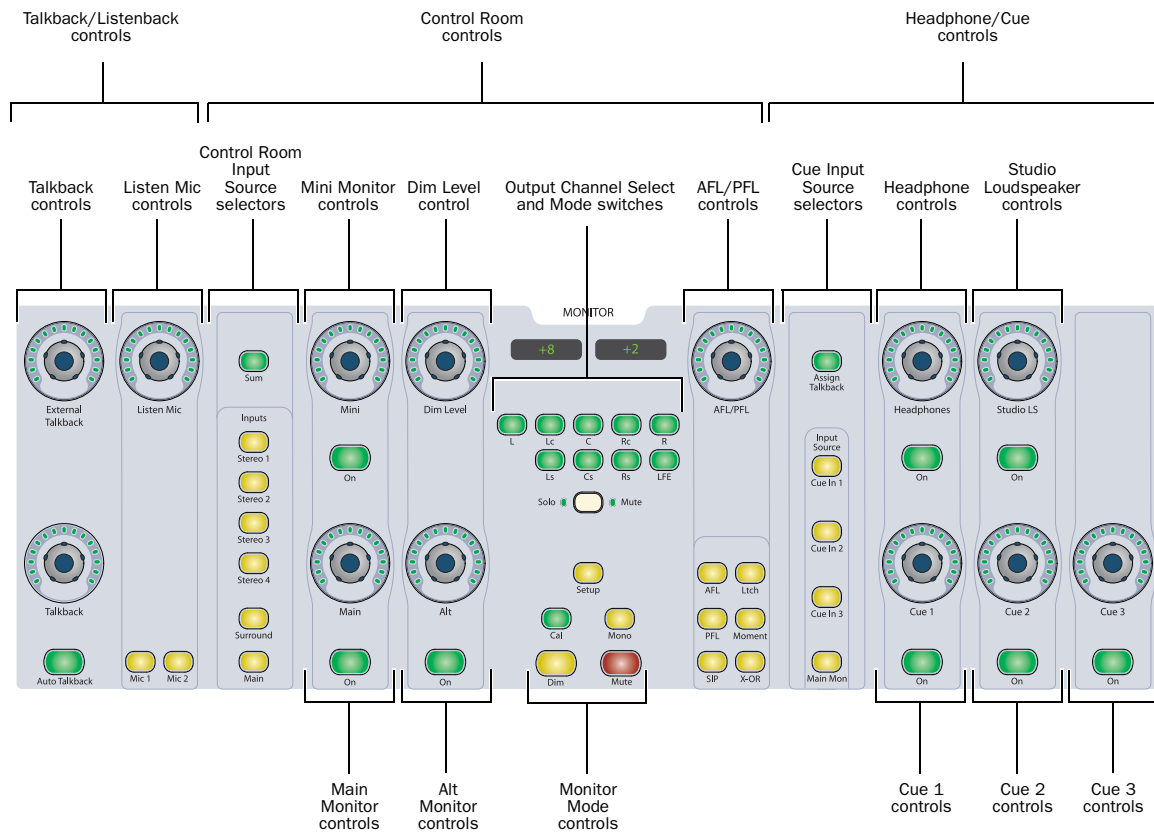 Talkback/Listenback
controls
Control Room
controls
Headphone/Cue
controls
Talkback
controls
Listen Mic
controls
Control Room
Input
Source
selectors
Mini Monitor
controls
Dim Level
control
Output Channel Select
and Mode switches
AFL/PFL
controls
Cue Input
Source
selectors
Headphone
controls
Studio
Loudspeaker
controls
MONITOR
+8
+2
External
Talkback
Listen Mic
Sum
Mini
Dim Level
AFL/PFL
Assign
Talkback
Headphones
Studio LS
Inputs
Stereo 1
Stereo 2
Stereo 3
Stereo 4
Surround
Main
On
L
Lc
C
Rc
R
Ls
Cs
Rs
LFE
Solo
Mute
Input
Source
Cue In 1
Cue In 2
Cue In 3
Main Mon
On
On
Talkback
Auto Talkback
Mic 1
Mic 2
Main
On
Alt
On
Setup
Cal
Mono
Dim
Mute
AFL
Ltch
PFL
Moment
SIP
X-OR
Cue 1
On
Cue 2
On
Cue 3
On
Main
Monitor
controls
Alt
Monitor
controls
Monitor
Mode
controls
Cue 1
controls
Cue 2
controls
Cue 3
controls